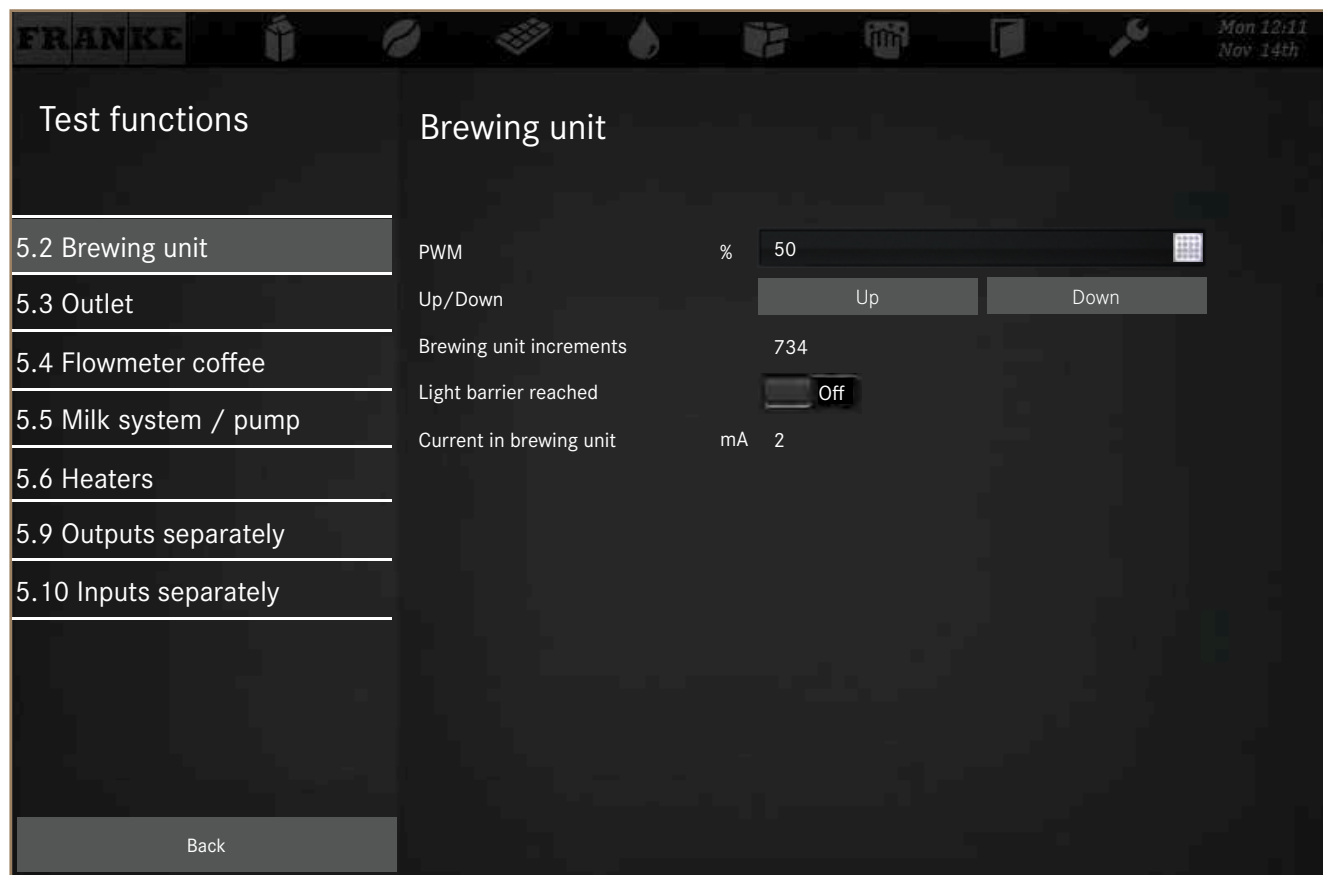 FRANKE
Mon 12:11
Nov 14th
Test functions
5.2 Brewing unit
5.3 Outlet
5.4 Flowmeter coffee
5.5 Milk system / pump
5.6 Heaters
5.9 Outputs separately
5.10 Inputs separately
Back
Brewing unit
PWM % 50
Up/Down Up Down
Brewing unit increments 734
Light barrier reached Off
Current in brewing unit mA 2